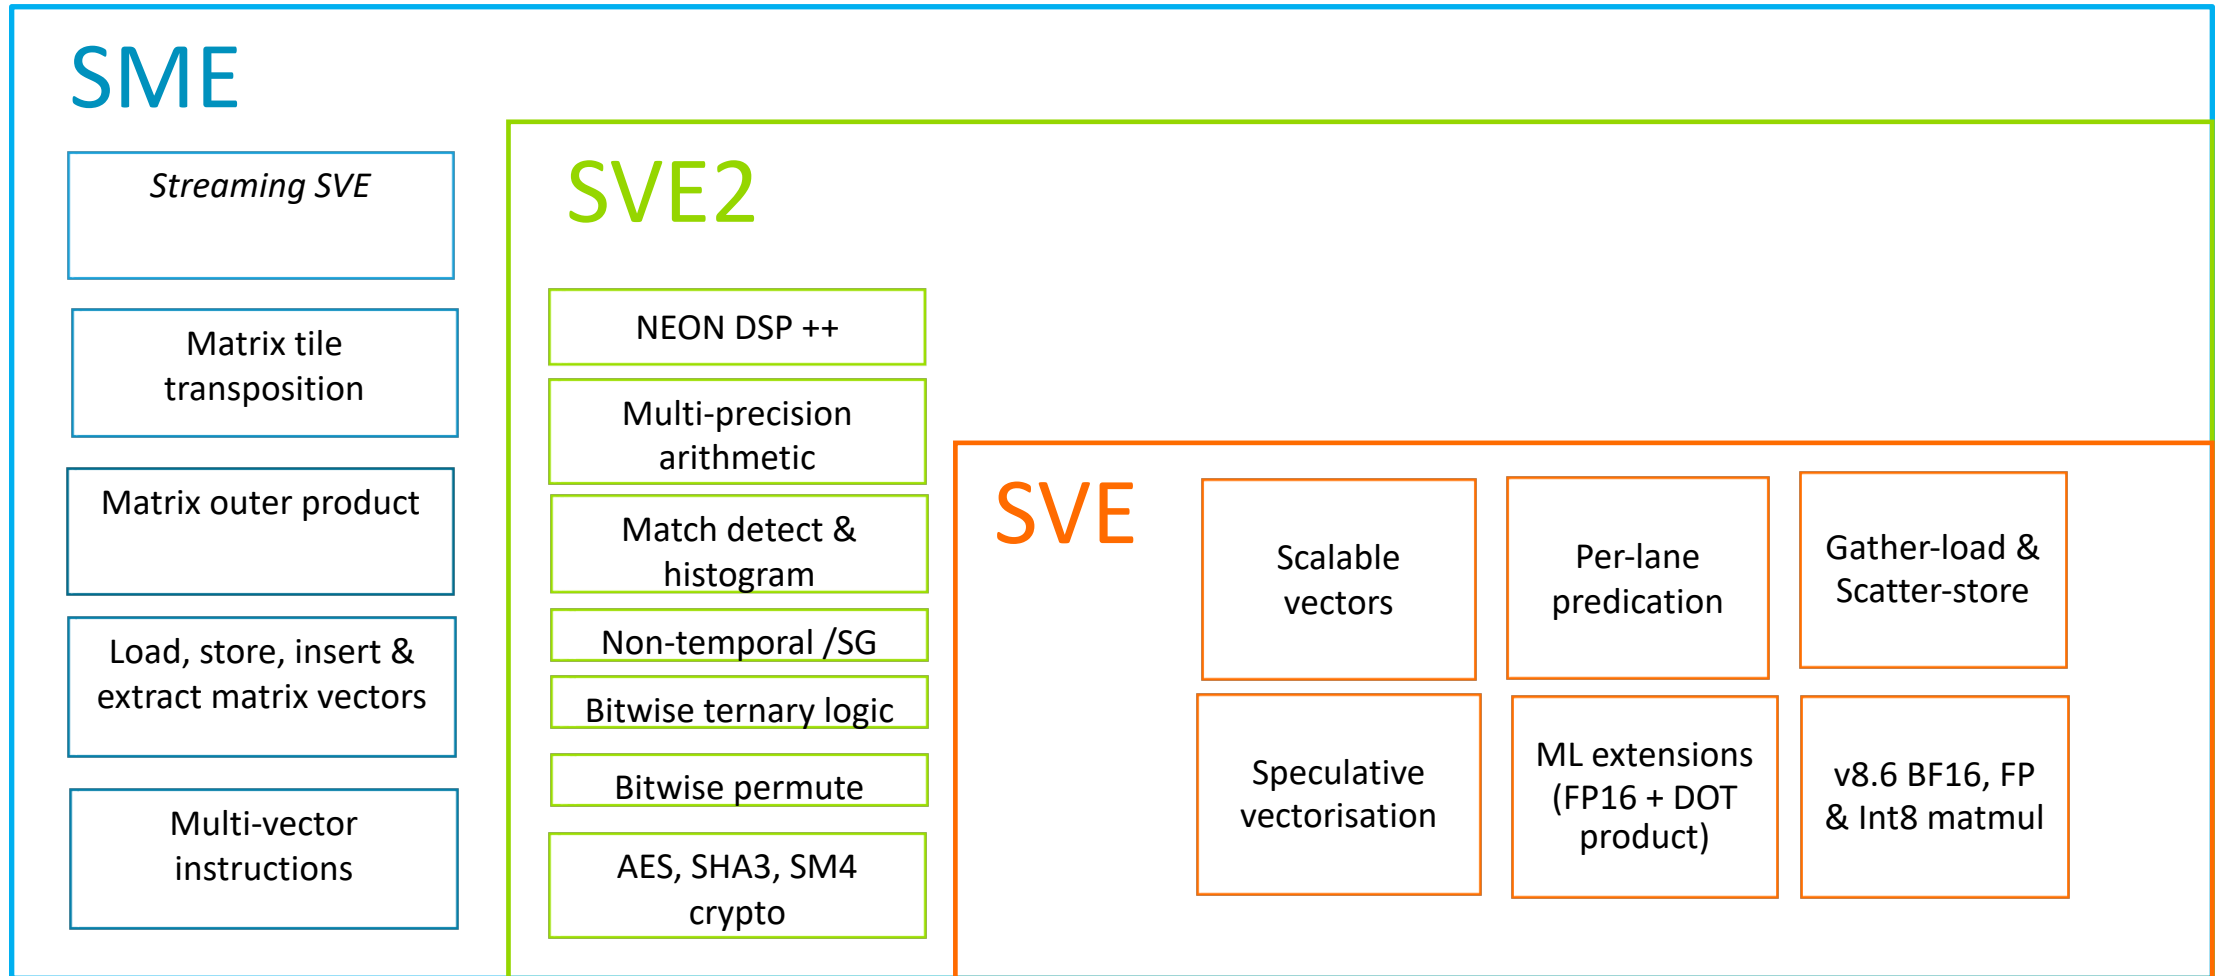 SME
Streaming SVE
Matrix tile
transposition
Matrix outer product
Load, store, insert &
extract matrix vectors
Multi-vector
instructions
SVE2
NEON DSP ++
Multi-precision
arithmetic
Match detect &
histogram
Non-temporal /SG
Bitwise ternary logic
Bitwise permute
AES, SHA3, SM4
crypto
SVE
Scalable
vectors
Per-lane
predication
Gather-load &
Scatter-store
Speculative
vectorisation
ML extensions
(FP16 + DOT
product)
v8.6 BF16, FP
& Int8 matmul